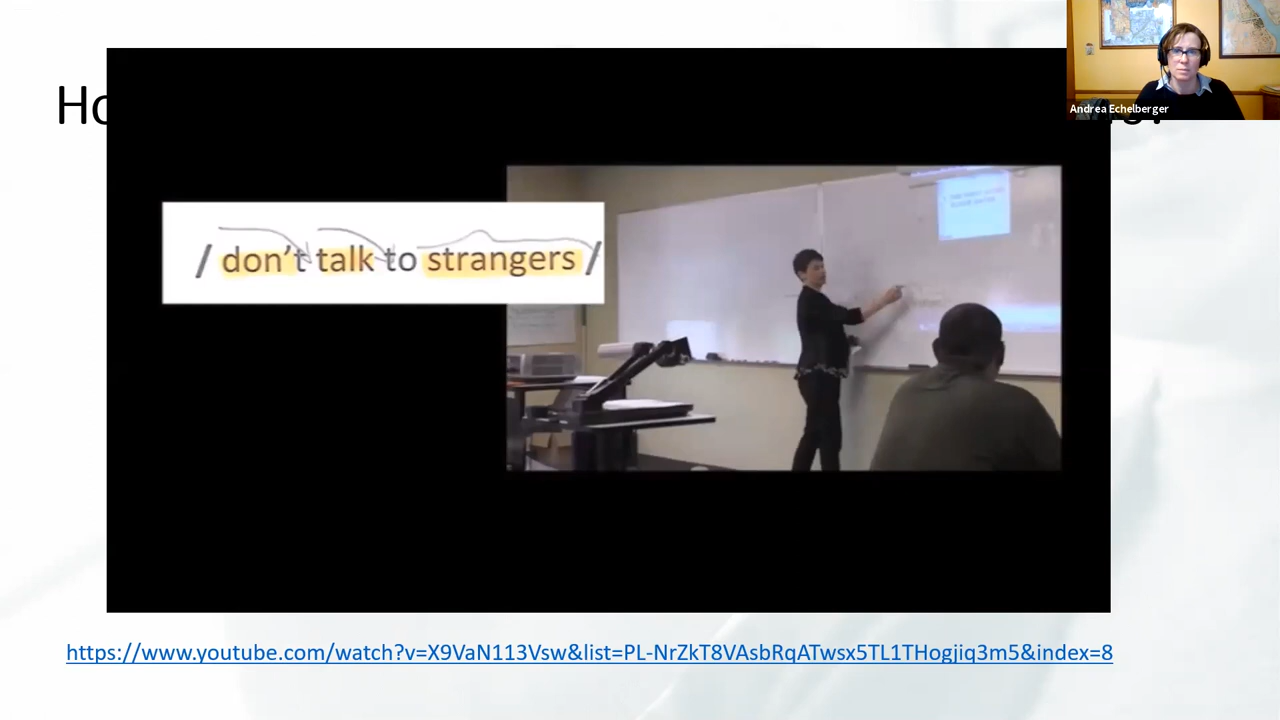 Ho
Andrea Echelberger
/ don't talk to strangers /
https://www.youtube.com/watch?v=X9VaN113Vsw&list=PL-NrZkT8VAsbRqATwsx5TL1THogjiq3m5&index=8